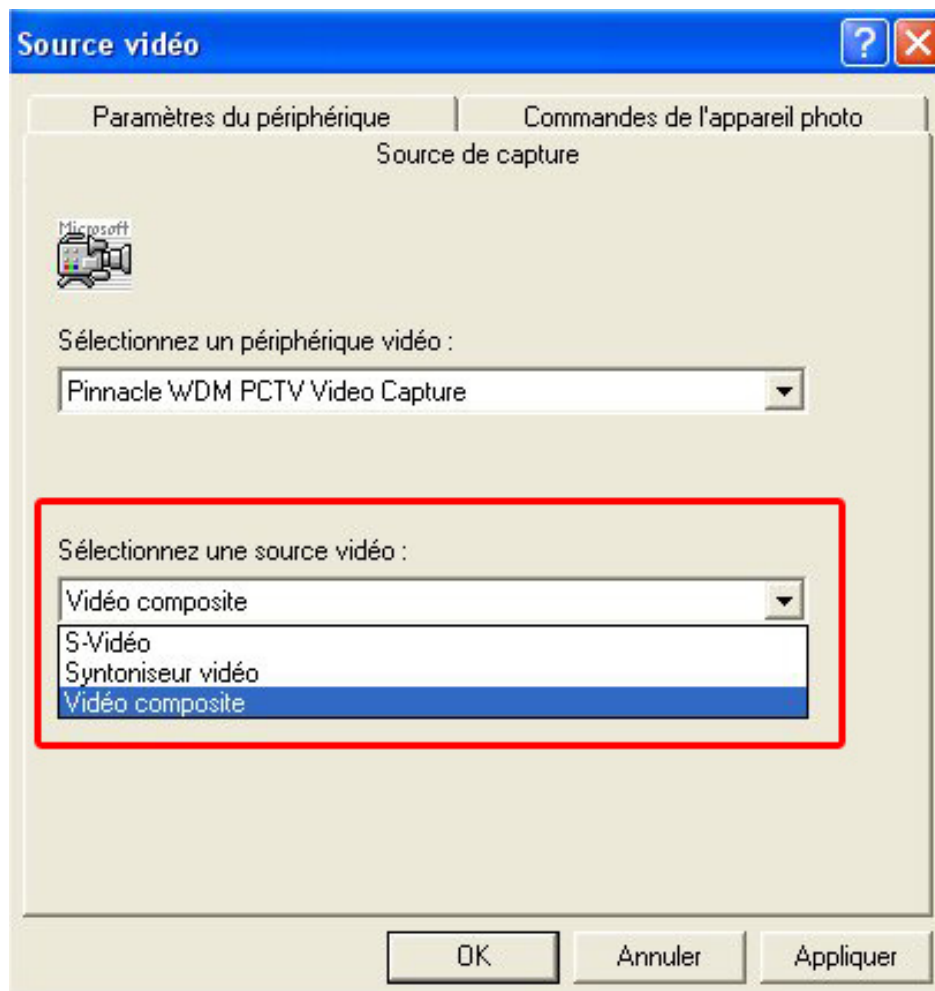 Source vidéo
Paramètres du périphérique
Commandes de l'appareil photo
Source de capture
Microsoft
Sélectionnez un périphérique vidéo :
Pinnacle WDM PCTV Video Capture
Sélectionnez une source vidéo :
Vidéo composite
S-Vidéo
Syntoniseur vidéo
Vidéo composite
OK
Annuler
Appliquer